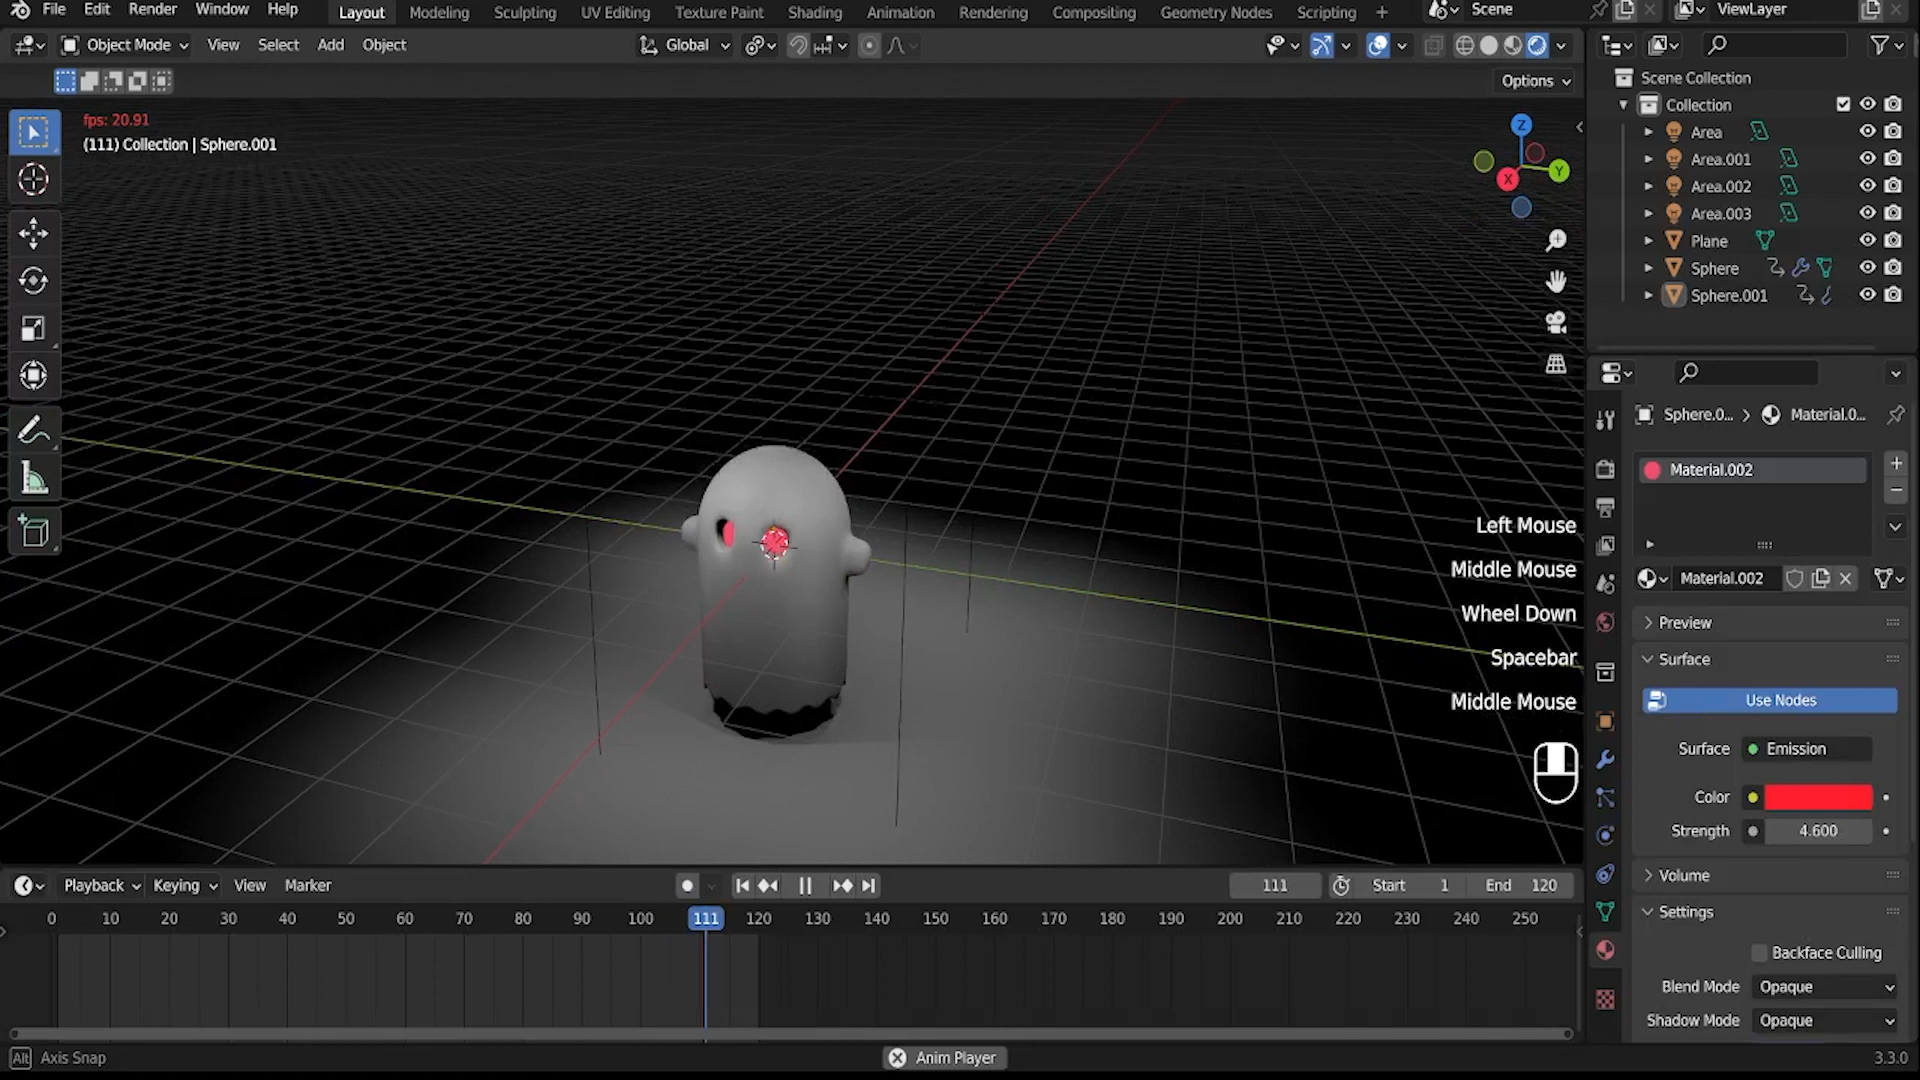 File Edit Render Window Help Layout Modeling Sculpting UV Editing Texture Paint Shading Animation Rendering Compositing Geometry Nodes Scripting + Scene ViewLayer
Object Mode View Select Add Object Global
Options
fps: 20.91
(111) Collection | Sphere.001
Z
Y
X
Scene Collection
Collection
Area
Area.001
Area.002
Area.003
Plane
Sphere
Sphere.001
Sphere.0... > Material.0...
Material.002
Material.002
Preview
Surface
Use Nodes
Surface Emission
Color
Strength 4.600
Volume
Settings
Backface Culling
Blend Mode Opaque
Shadow Mode Opaque
Left Mouse
Middle Mouse
Wheel Down
Spacebar
Middle Mouse
Playback Keying View Marker 111 Start 1 End 120
0 10 20 30 40 50 60 70 80 90 100 111 120 130 140 150 160 170 180 190 200 210 220 230 240 250
Alt Axis Snap Anim Player 3.3.0